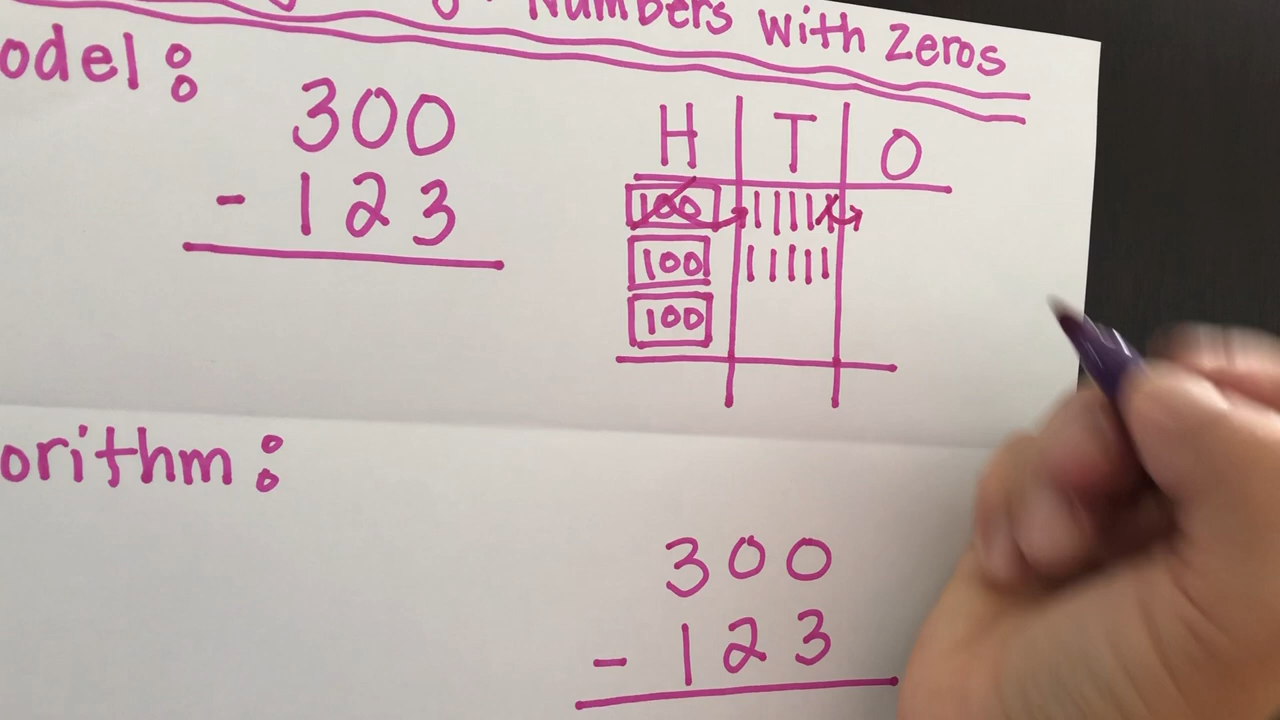 Numbers with Zeros
odel:
300
- 123
H T O
100
100
100
orithm:
300
- 123